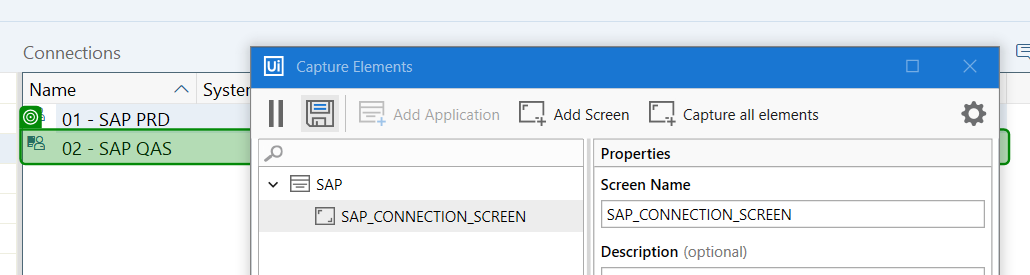 Connections
Ui Capture Elements
Name System
Add Application Add Screen Capture all elements
01 - SAP PRD
02 - SAP QAS
Properties
SAP
Screen Name
SAP_CONNECTION_SCREEN
SAP_CONNECTION_SCREEN
Description (optional)